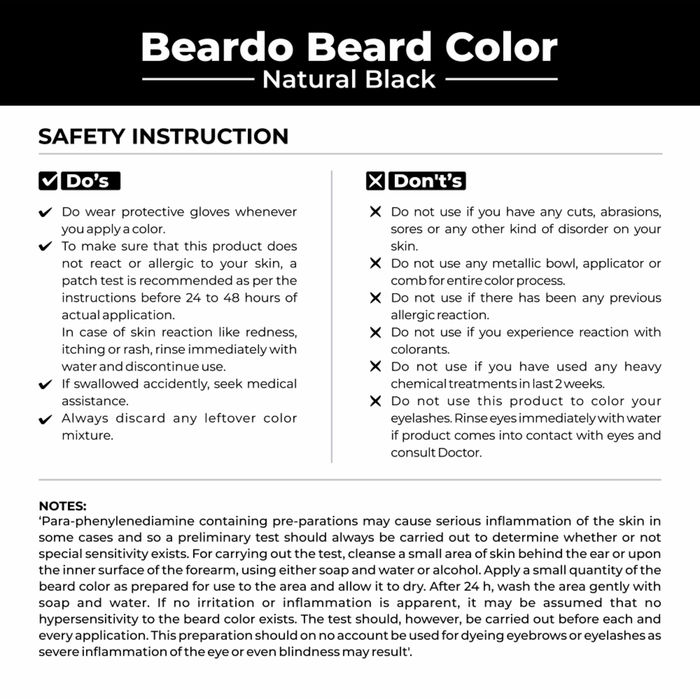 Beardo Beard Color
Natural Black
SAFETY INSTRUCTION
Do's
Do wear protective gloves whenever
you apply a color.
To make sure that this product does
not react or allergic to your skin, a
patch test is recommended as per the
instructions before 24 to 48 hours of
actual application.
In case of skin reaction like redness,
itching or rash, rinse immediately with
water and discontinue use.
If swallowed accidently, seek medical
assistance.
Always discard any leftover color
mixture.
Don't's
Do not use if you have any cuts, abrasions,
sores or any other kind of disorder on your
skin.
Do not use any metallic bowl, applicator or
comb for entire color process.
Do not use if there has been any previous
allergic reaction.
Do not use if you experience reaction with
colorants.
Do not use if you have used any heavy
chemical treatments in last 2 weeks.
Do not use this product to color your
eyelashes. Rinse eyes immediately with water
if product comes into contact with eyes and
consult Doctor.
NOTES:
'Para-phenylenediamine containing pre-parations may cause serious inflammation of the skin in
some cases and so a preliminary test should always be carried out to determine whether or not
special sensitivity exists. For carrying out the test, cleanse a small area of skin behind the ear or upon
the inner surface of the forearm, using either soap and water or alcohol. Apply a small quantity of the
beard color as prepared for use to the area and allow it to dry. After 24 h, wash the area gently with
soap and water. If no irritation or inflammation is apparent, it may be assumed that no
hypersensitivity to the beard color exists. The test should, however, be carried out before each and
every application. This preparation should on no account be used for dyeing eyebrows or eyelashes as
severe inflammation of the eye or even blindness may result'.